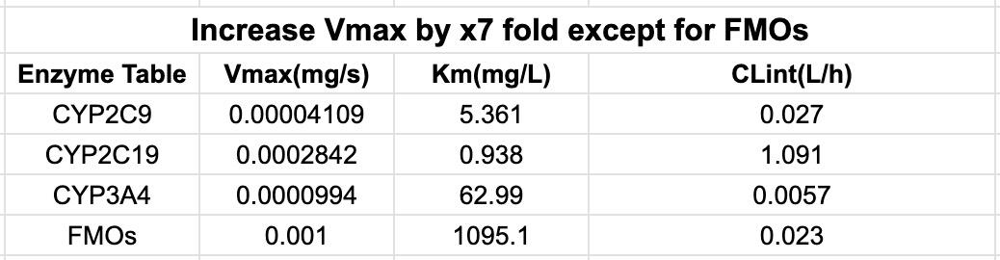 Increase Vmax by x7 fold except for FMOs
Enzyme Table Vmax(mg/s) Km(mg/L) CLint(L/h)
CYP2C9 0.00004109 5.361 0.027
CYP2C19 0.0002842 0.938 1.091
CYP3A4 0.0000994 62.99 0.0057
FMOs 0.001 1095.1 0.023